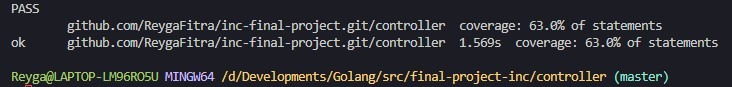 PASS
github.com/ReygaFitra/inc-final-project.git/controller coverage: 63.0% of statements
ok github.com/ReygaFitra/inc-final-project.git/controller 1.569s coverage: 63.0% of statements
Reyga@LAPTOP-LM96RO5U MINGW64 /d/Developments/Golang/src/final-project-inc/controller (master)